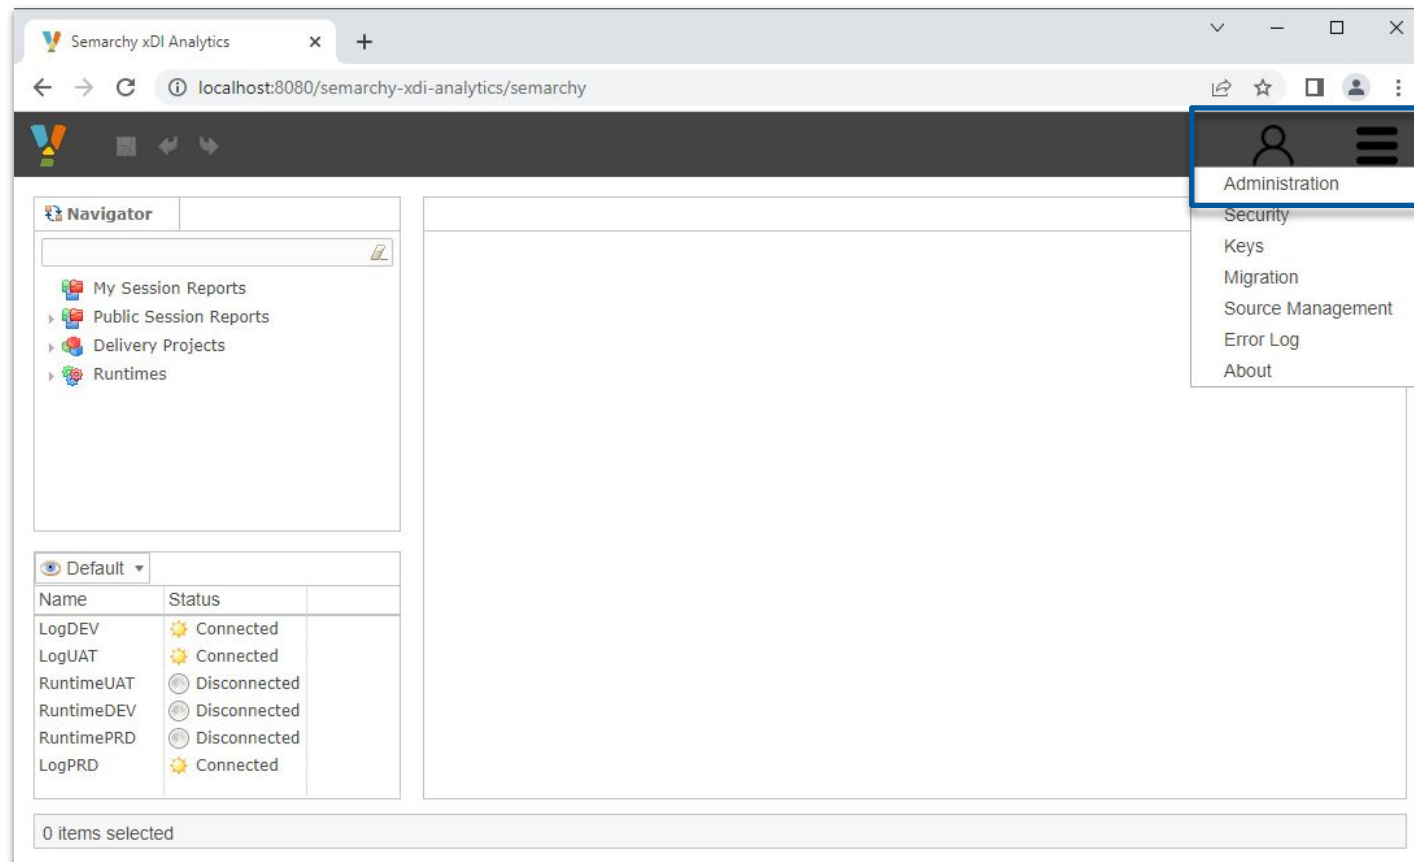 Semarchy xDI Analytics
localhost:8080/semarchy-xdi-analytics/semarchy
Administration
Security
Keys
Migration
Source Management
Error Log
About
Navigator
My Session Reports
Public Session Reports
Delivery Projects
Runtimes
Default
Name Status
LogDEV Connected
LogUAT Connected
RuntimeUAT Disconnected
RuntimeDEV Disconnected
RuntimePRD Disconnected
LogPRD Connected
0 items selected